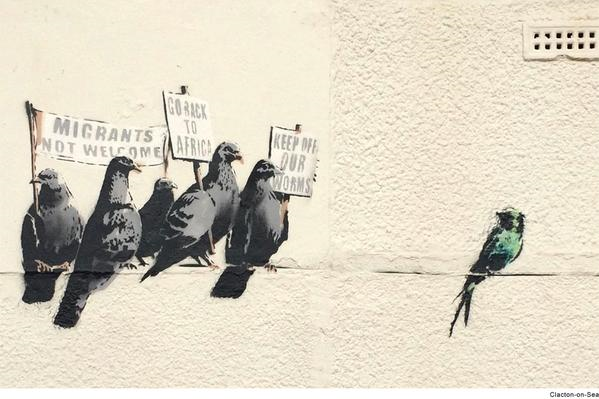 MIGRANTS
NOT WELCOME
GO BACK
TO
AFRICA
KEEP OFF
OUR
WORMS
Clacton-on-Sea